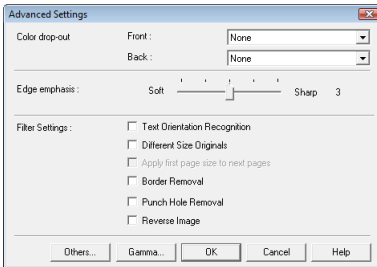 Advanced Settings
Color drop-out Front : None
Back : None
Edge emphasis : Soft Sharp 3
Filter Settings : Text Orientation Recognition
Different Size Originals
Apply first page size to next pages
Border Removal
Punch Hole Removal
Reverse Image
Others... Gamma... OK Cancel Help